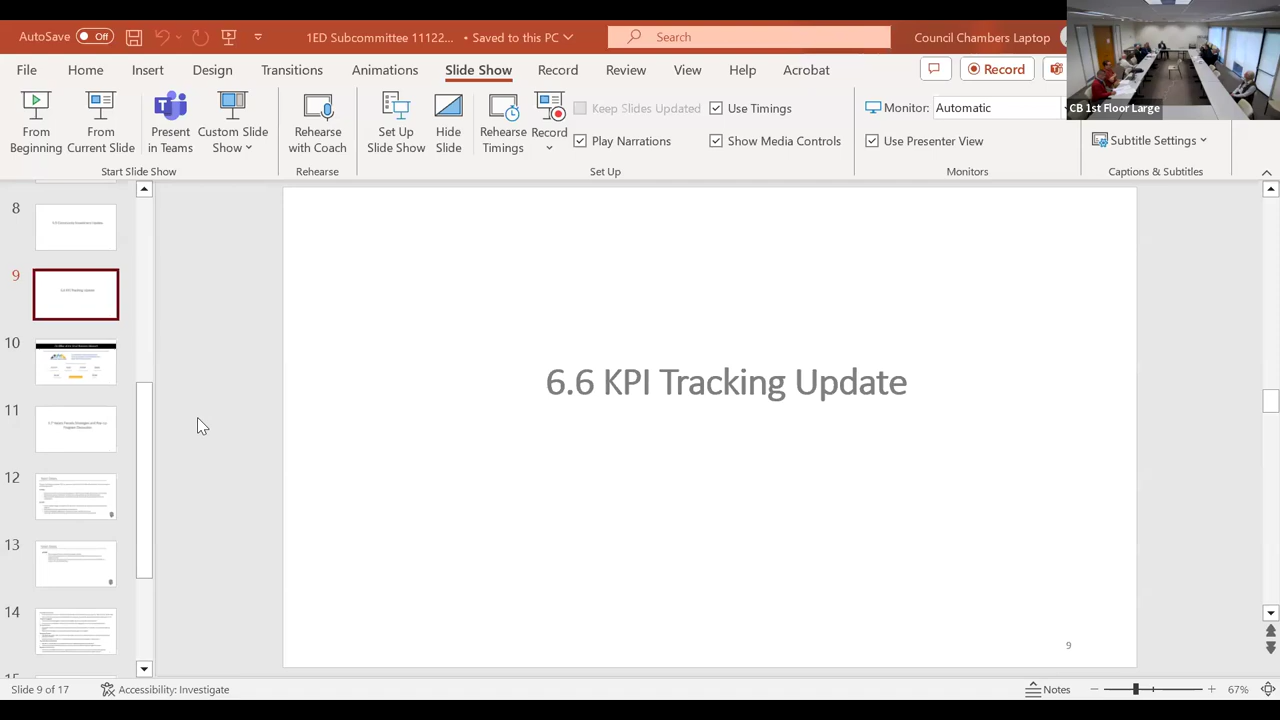 AutoSave Off 1ED Subcommittee 11122... • Saved to this PC Search Council Chambers Laptop
File Home Insert Design Transitions Animations Slide Show Record Review View Help Acrobat Record
CB 1st Floor Large
From Beginning
From Current Slide
Present in Teams
Custom Slide Show
Start Slide Show
Rehearse with Coach
Rehearse
Set Up Slide Show
Hide Slide
Rehearse Timings
Record
Keep Slides Updated
Play Narrations
Use Timings
Show Media Controls
Set Up
Monitor: Automatic
Use Presenter View
Monitors
Subtitle Settings
Captions & Subtitles
8
9
10
11
12
13
14
6.6 KPI Tracking Update
9
Slide 9 of 17 Accessibility: Investigate Notes 67%